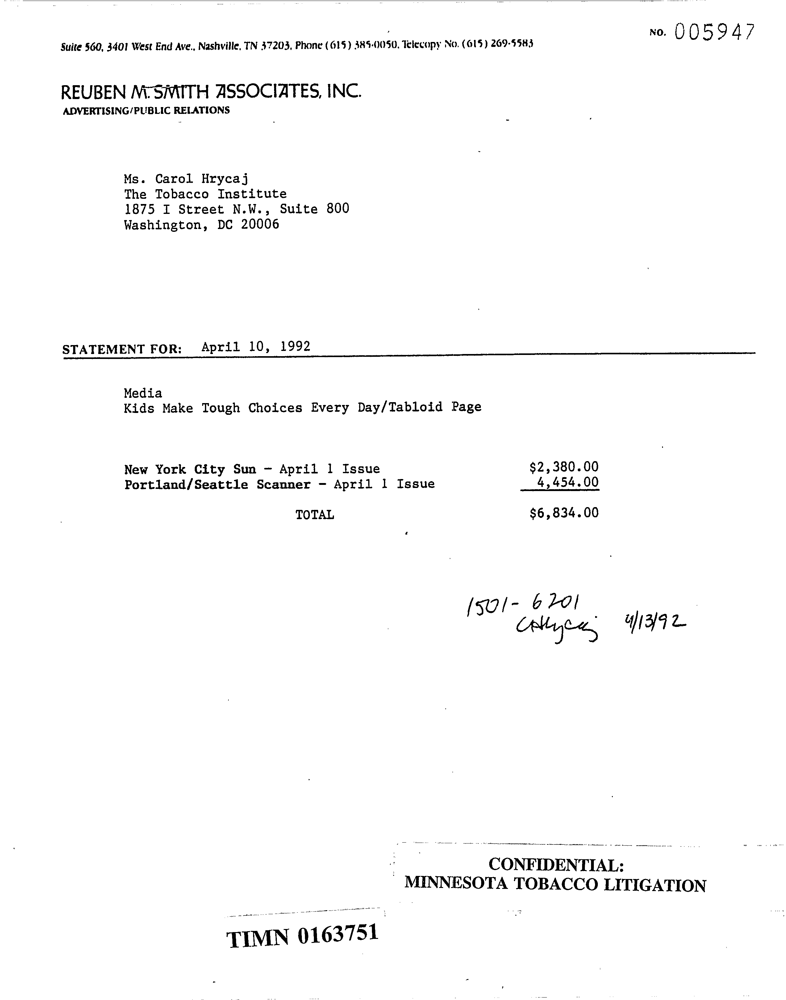 NO. 005947
Suite 560, 3401 West End Ave., Nashville, TN 37203, Phone (615) 385-0050, Telecopy No. (615) 269-5583
REUBEN M. SMITH ASSOCIATES, INC.
ADVERTISING/PUBLIC RELATIONS
Ms. Carol Hrycaj
The Tobacco Institute
1875 I Street N.W., Suite 800
Washington, DC 20006
STATEMENT FOR: April 10, 1992
Media
Kids Make Tough Choices Every Day/Tabloid Page
New York City Sun - April 1 Issue $2,380.00
Portland/Seattle Scanner - April 1 Issue 4,454.00
TOTAL $6,834.00
1501-6201
CHrycaj 4/13/92
CONFIDENTIAL:
MINNESOTA TOBACCO LITIGATION
TIMN 0163751